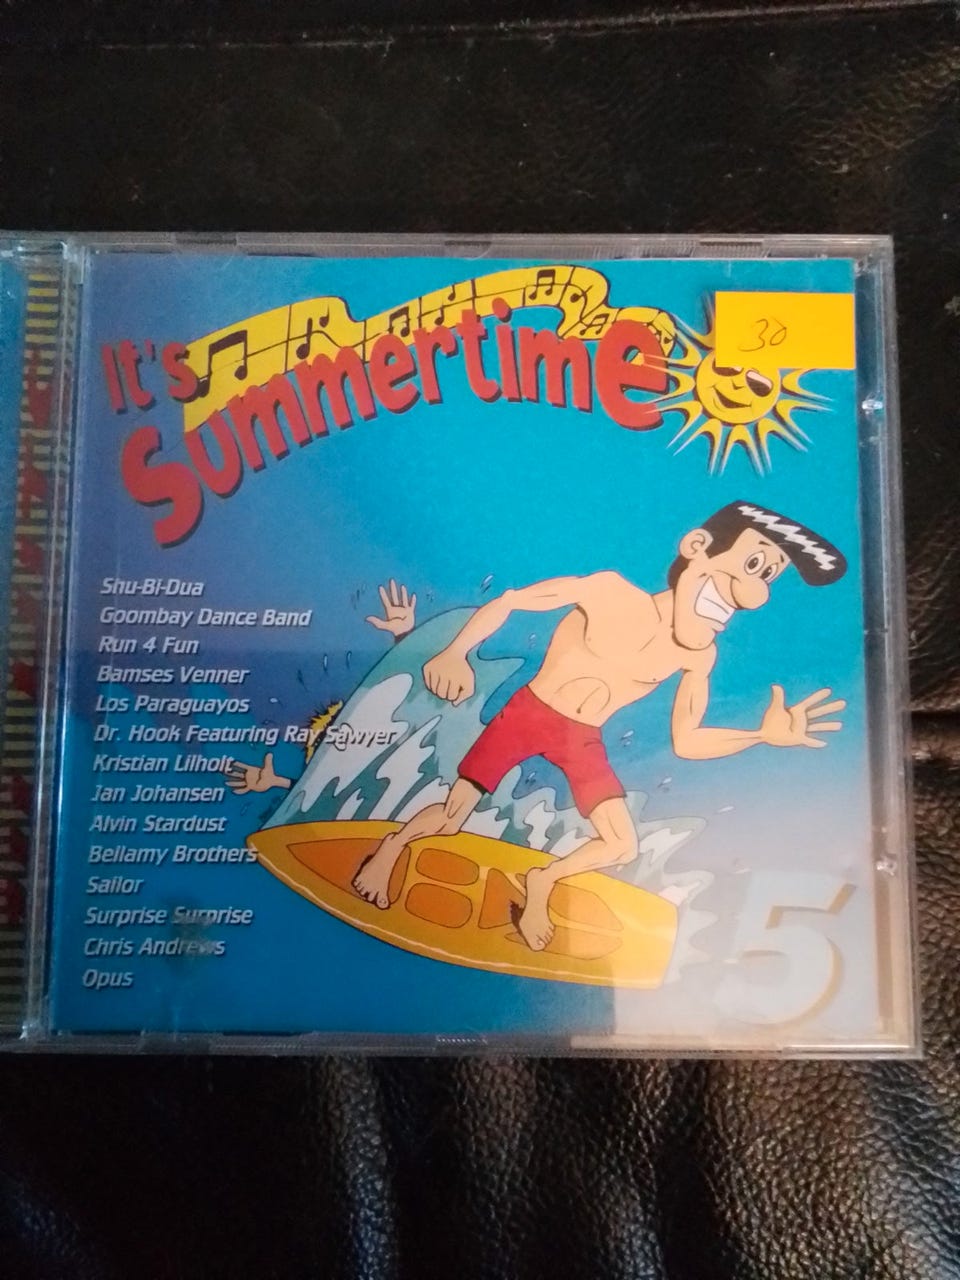 It's
Summertime
30
Shu-Bi-Dua
Goombay Dance Band
Run 4 Fun
Bamses Venner
Los Paraguayos
Dr. Hook Featuring Ray Sawyer
Kristian Lilholt
Jan Johansen
Alvin Stardust
Bellamy Brothers
Sailor
Surprise Surprise
Chris Andrews
Opus
5